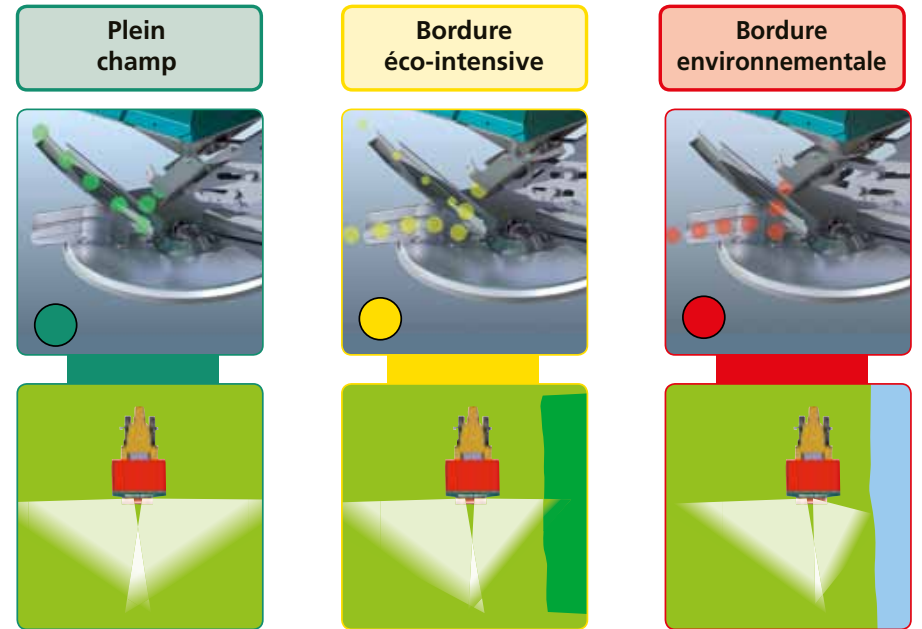 Plein
champ
Bordure
éco-intensive
Bordure
environnementale